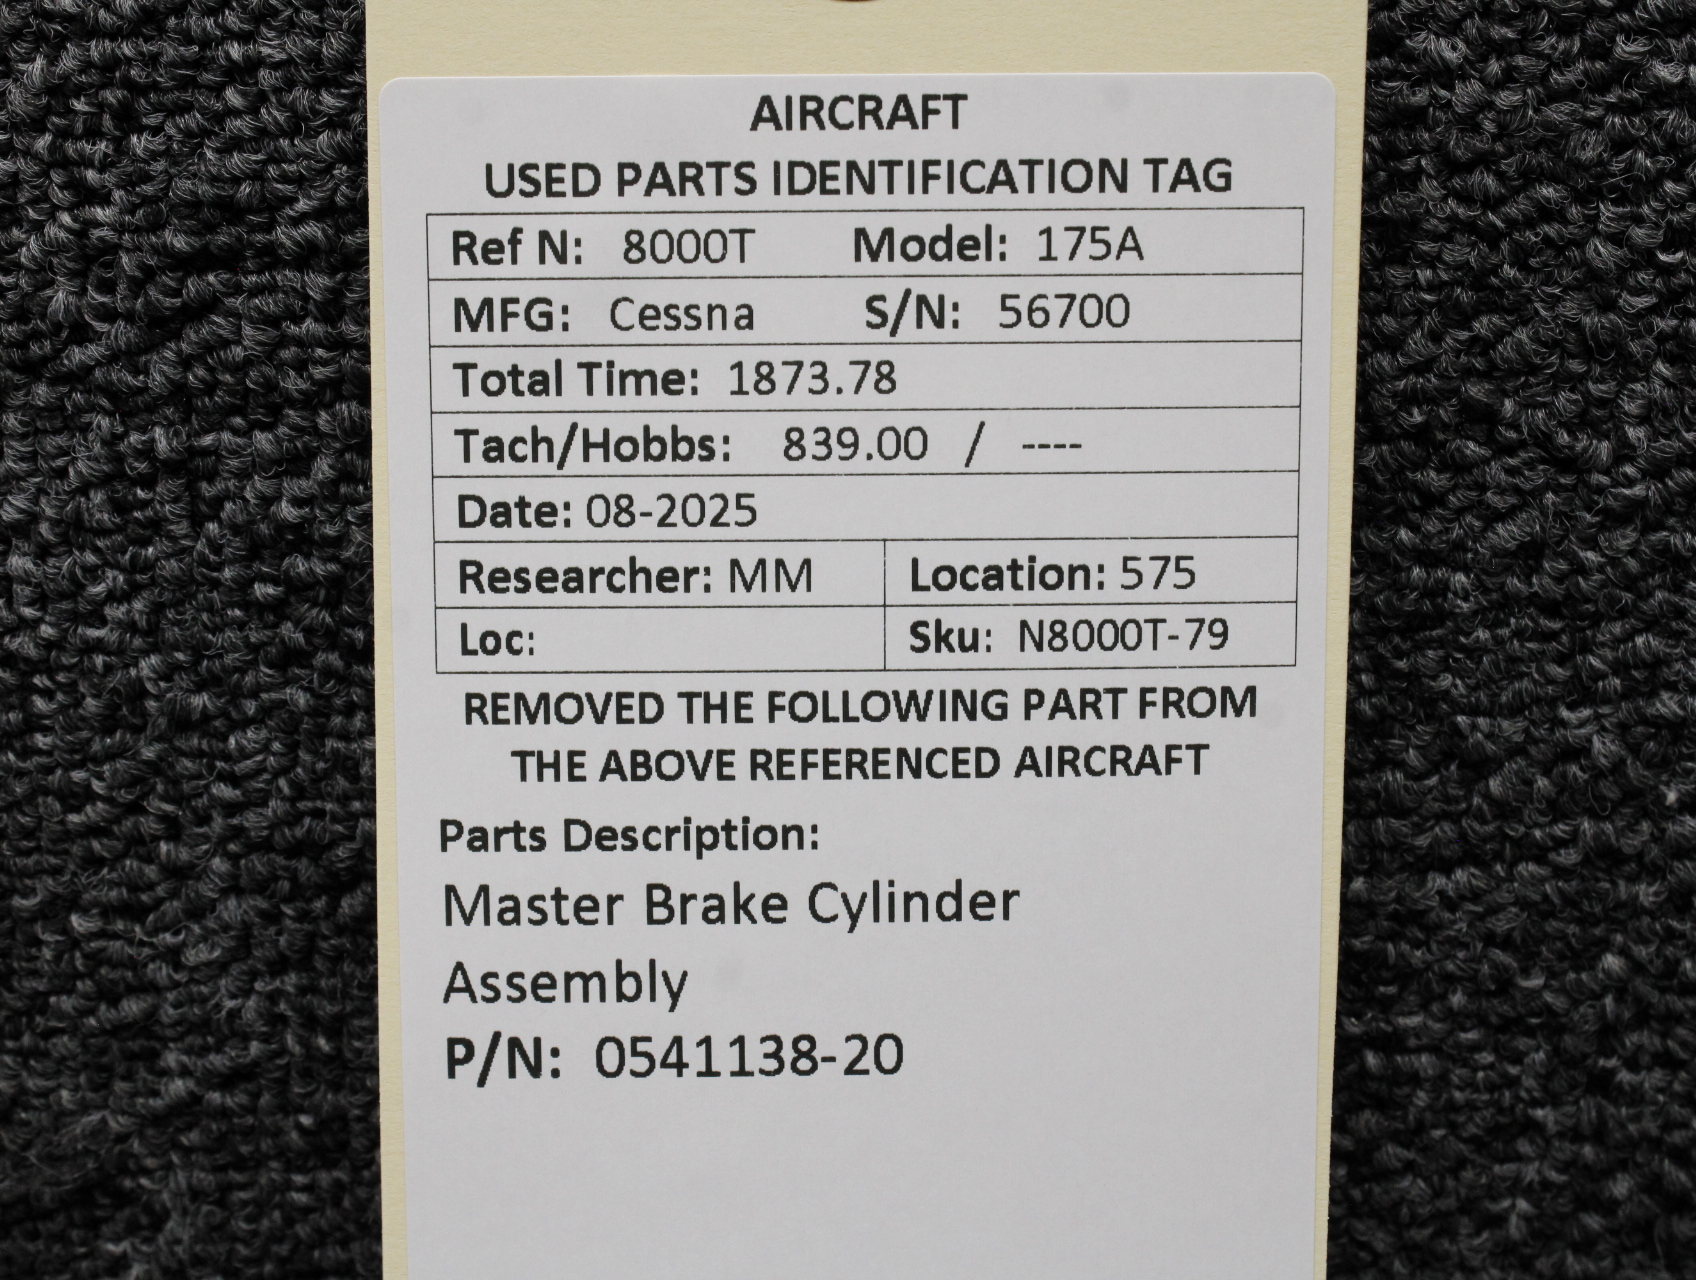 AIRCRAFT
USED PARTS IDENTIFICATION TAG
Ref N: 8000T Model: 175A
MFG: Cessna S/N: 56700
Total Time: 1873.78
Tach/Hobbs: 839.00 / ----
Date: 08-2025
Researcher: MM Location: 575
Loc: Sku: N8000T-79
REMOVED THE FOLLOWING PART FROM
THE ABOVE REFERENCED AIRCRAFT
Parts Description:
Master Brake Cylinder
Assembly
P/N: 0541138-20